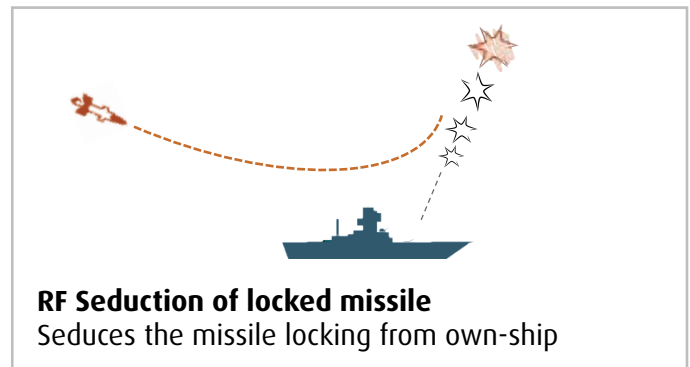 RF Seduction of locked missile
Seduces the missile locking from own-ship